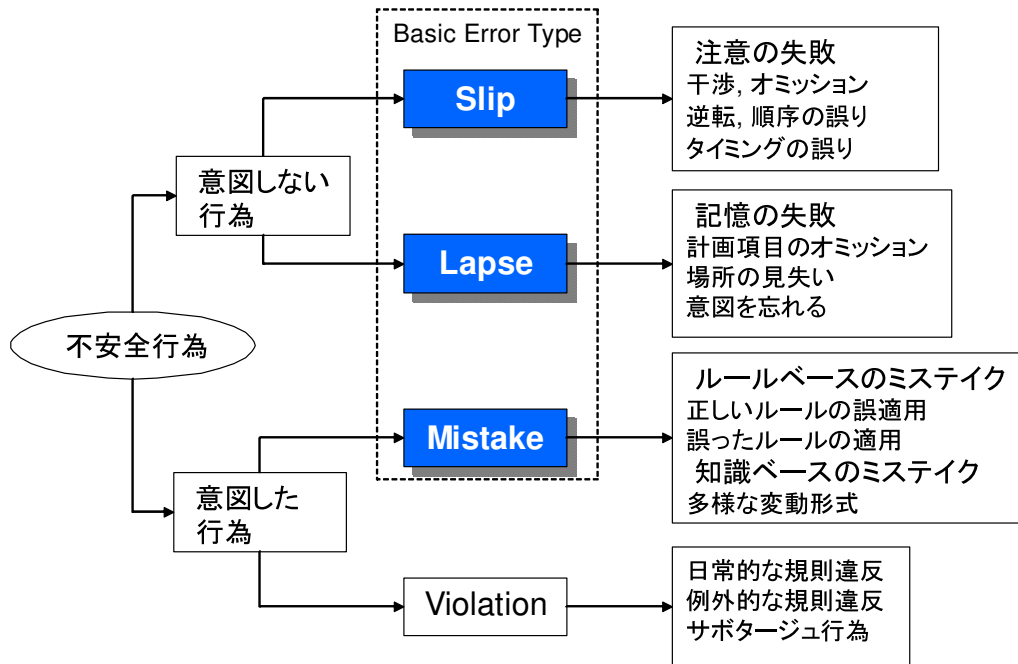 Basic Error Type
Slip
注意の失敗
干渉, オミッション
逆転, 順序の誤り
タイミングの誤り
意図しない
行為
Lapse
記憶の失敗
計画項目のオミッション
場所の見失い
意図を忘れる
不安全行為
Mistake
ルールベースのミステイク
正しいルールの誤適用
誤ったルールの適用
知識ベースのミステイク
多様な変動形式
意図した
行為
Violation
日常的な規則違反
例外的な規則違反
サボタージュ行為